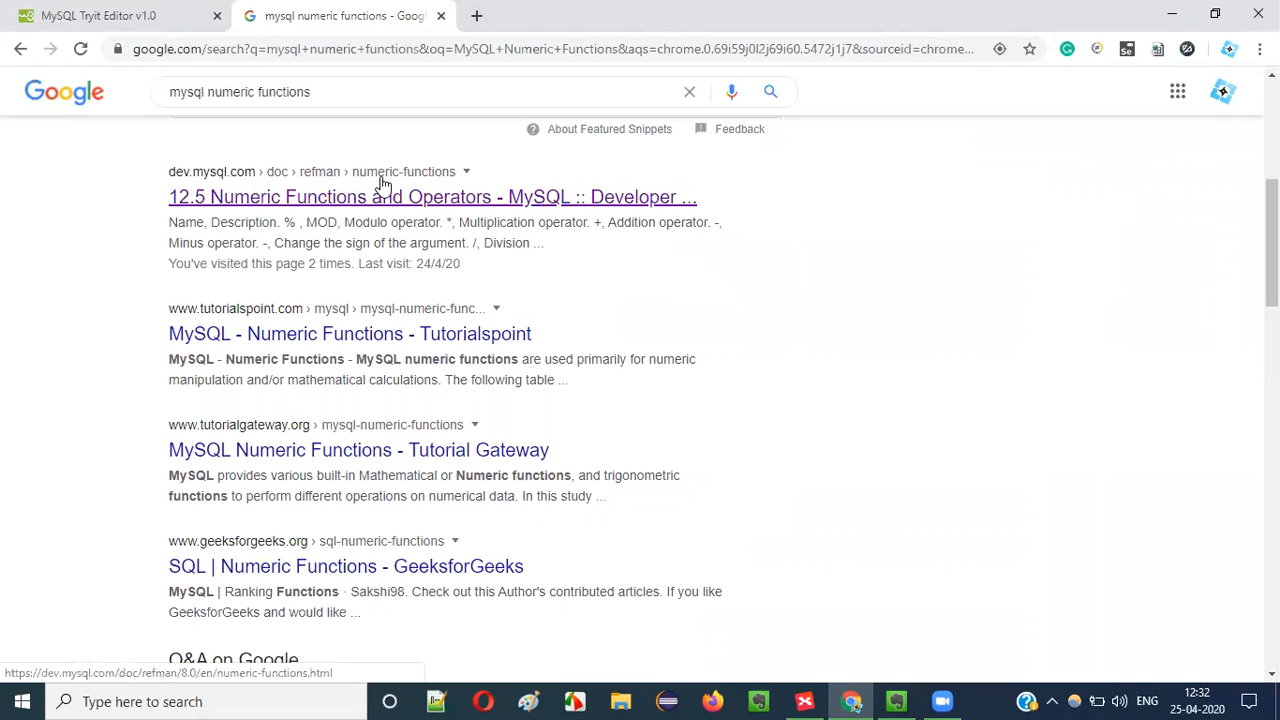 MySQL Tryit Editor v1.0
mysql numeric functions - Goog
google.com/search?q=mysql+numeric+functions&oq=MySQL+Numeric+Functions&aqs=chrome.0.69i59j0l2j69i60.5472j1j7&sourceid=chrome...
Google
mysql numeric functions
About Featured Snippets
Feedback
dev.mysql.com › doc › refman › numeric-functions
12.5 Numeric Functions and Operators - MySQL :: Developer ...
Name, Description. % , MOD, Modulo operator. *, Multiplication operator. +, Addition operator. -,
Minus operator. -, Change the sign of the argument. /, Division ...
You've visited this page 2 times. Last visit: 24/4/20
www.tutorialspoint.com › mysql › mysql-numeric-func...
MySQL - Numeric Functions - Tutorialspoint
MySQL - Numeric Functions - MySQL numeric functions are used primarily for numeric
manipulation and/or mathematical calculations. The following table ...
www.tutorialgateway.org › mysql-numeric-functions
MySQL Numeric Functions - Tutorial Gateway
MySQL provides various built-in Mathematical or Numeric functions, and trigonometric
functions to perform different operations on numerical data. In this study ...
www.geeksforgeeks.org › sql-numeric-functions
SQL | Numeric Functions - GeeksforGeeks
MySQL | Ranking Functions · Sakshi98. Check out this Author's contributed articles. If you like
GeeksforGeeks and would like ...
Q&A on Google
https://dev.mysql.com/doc/refman/8.0/en/numeric-functions.html
Type here to search
ENG
12:32
25-04-2020